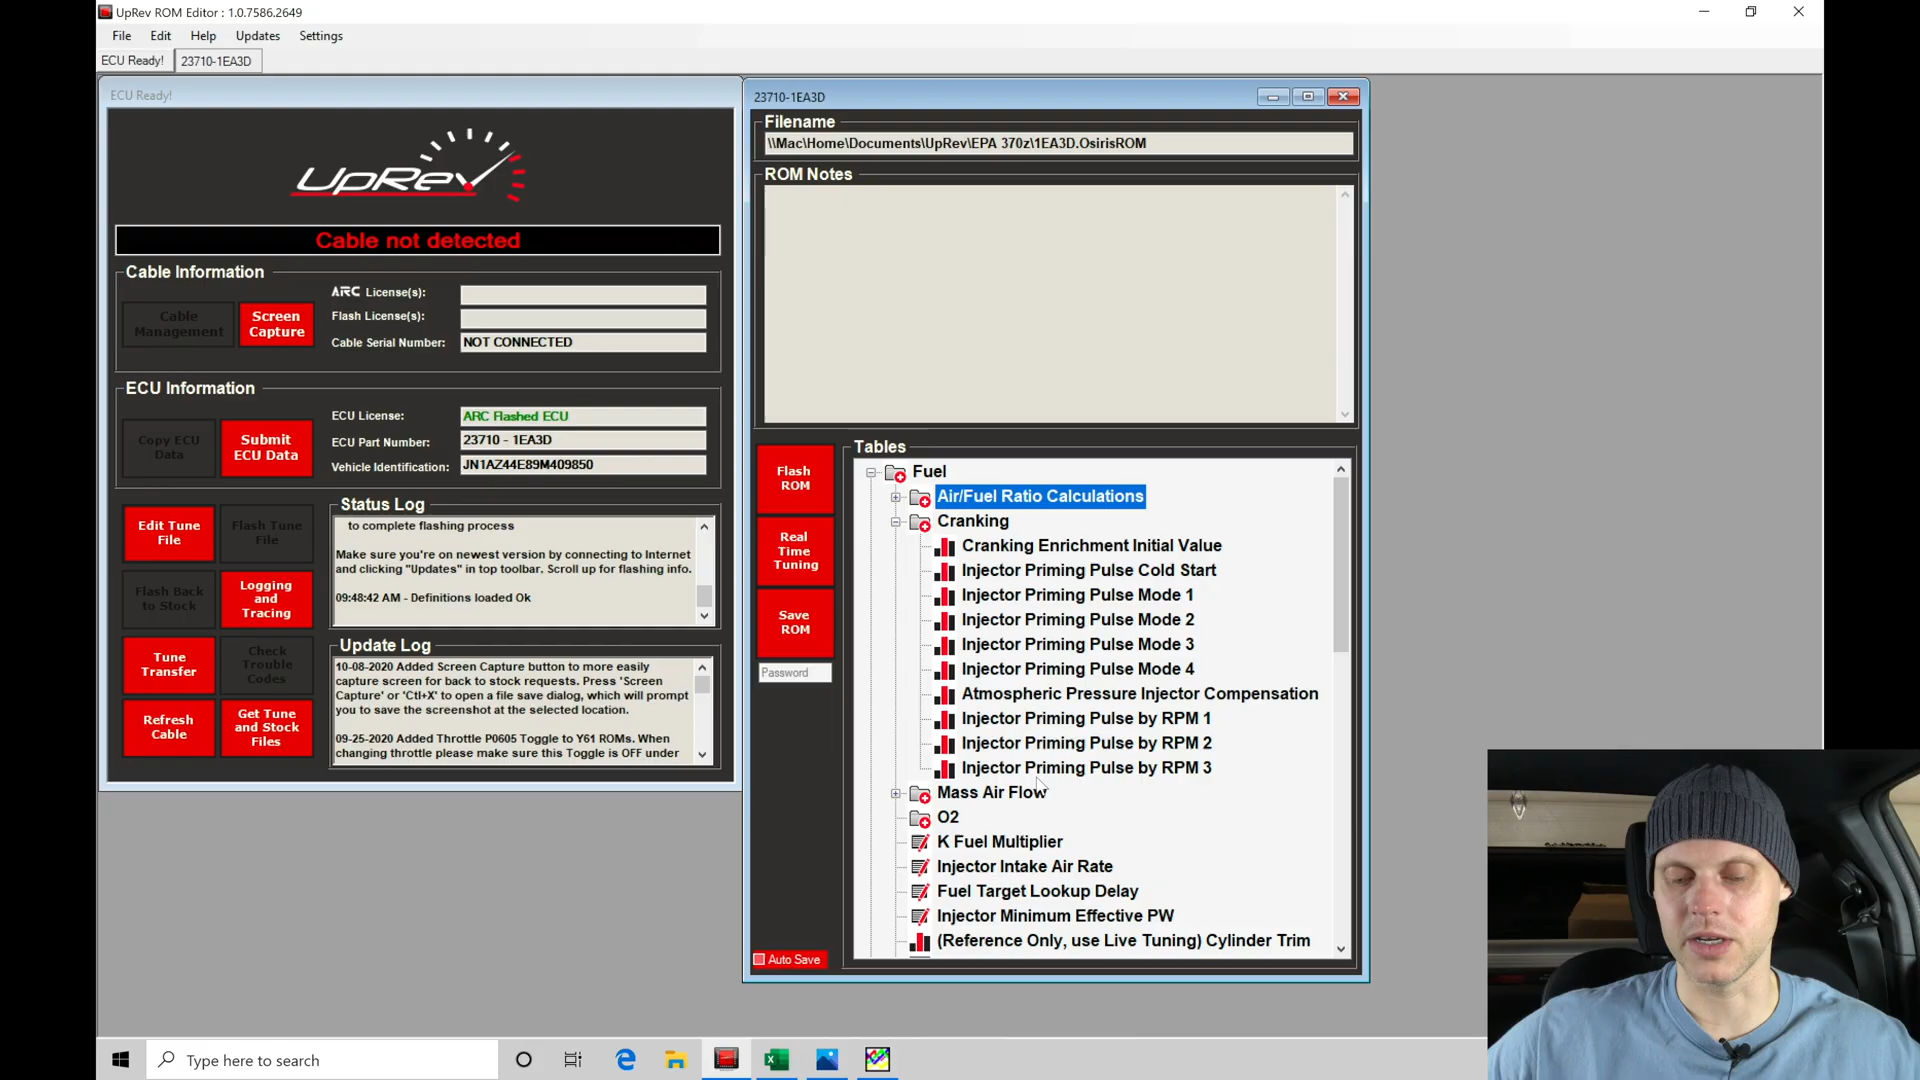 UpRev ROM Editor : 1.0.7586.2649
File Edit Help Updates Settings
ECU Ready! 23710-1EA3D
ECU Ready!
UpRev
Cable not detected
Cable Information
Cable Management
Screen Capture
ARC License(s):
Flash License(s):
Cable Serial Number: NOT CONNECTED
ECU Information
Copy ECU Data
Submit ECU Data
ECU License: ARC Flashed ECU
ECU Part Number: 23710 - 1EA3D
Vehicle Identification: JN1AZ44E89M409850
Edit Tune File
Flash Tune File
Flash Back to Stock
Logging and Tracing
Tune Transfer
Check Trouble Codes
Refresh Cable
Get Tune and Stock Files
Status Log
to complete flashing process
Make sure you're on newest version by connecting to Internet
and clicking "Updates" in top toolbar. Scroll up for flashing info.
09:48:42 AM - Definitions loaded Ok
Update Log
10-08-2020 Added Screen Capture button to more easily
capture screen for back to stock requests. Press 'Screen
Capture' or 'Ctl+X' to open a file save dialog, which will prompt
you to save the screenshot at the selected location.
09-25-2020 Added Throttle P0605 Toggle to Y61 ROMs. When
changing throttle please make sure this Toggle is OFF under
23710-1EA3D
Filename
\\Mac\Home\Documents\UpRev\EPA 370z\1EA3D.OsirisROM
ROM Notes
Flash ROM
Real Time Tuning
Save ROM
Password
Auto Save
Tables
Fuel
Air/Fuel Ratio Calculations
Cranking
Cranking Enrichment Initial Value
Injector Priming Pulse Cold Start
Injector Priming Pulse Mode 1
Injector Priming Pulse Mode 2
Injector Priming Pulse Mode 3
Injector Priming Pulse Mode 4
Atmospheric Pressure Injector Compensation
Injector Priming Pulse by RPM 1
Injector Priming Pulse by RPM 2
Injector Priming Pulse by RPM 3
Mass Air Flow
O2
K Fuel Multiplier
Injector Intake Air Rate
Fuel Target Lookup Delay
Injector Minimum Effective PW
(Reference Only, use Live Tuning) Cylinder Trim
Type here to search